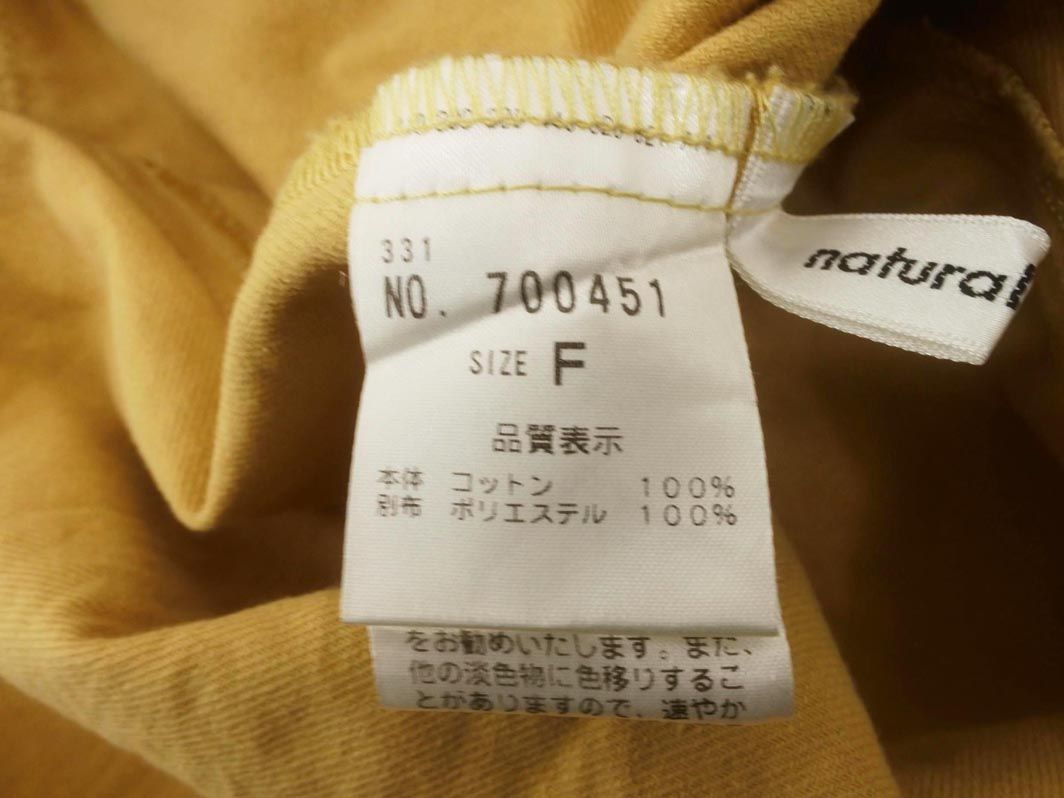 331
NO. 700451
SIZE F
品質表示
本体 コットン 100%
別布 ポリエステル 100%
natural
をお勧めいたします。また、
他の淡色物に色移りするこ
とがありますので、速やか